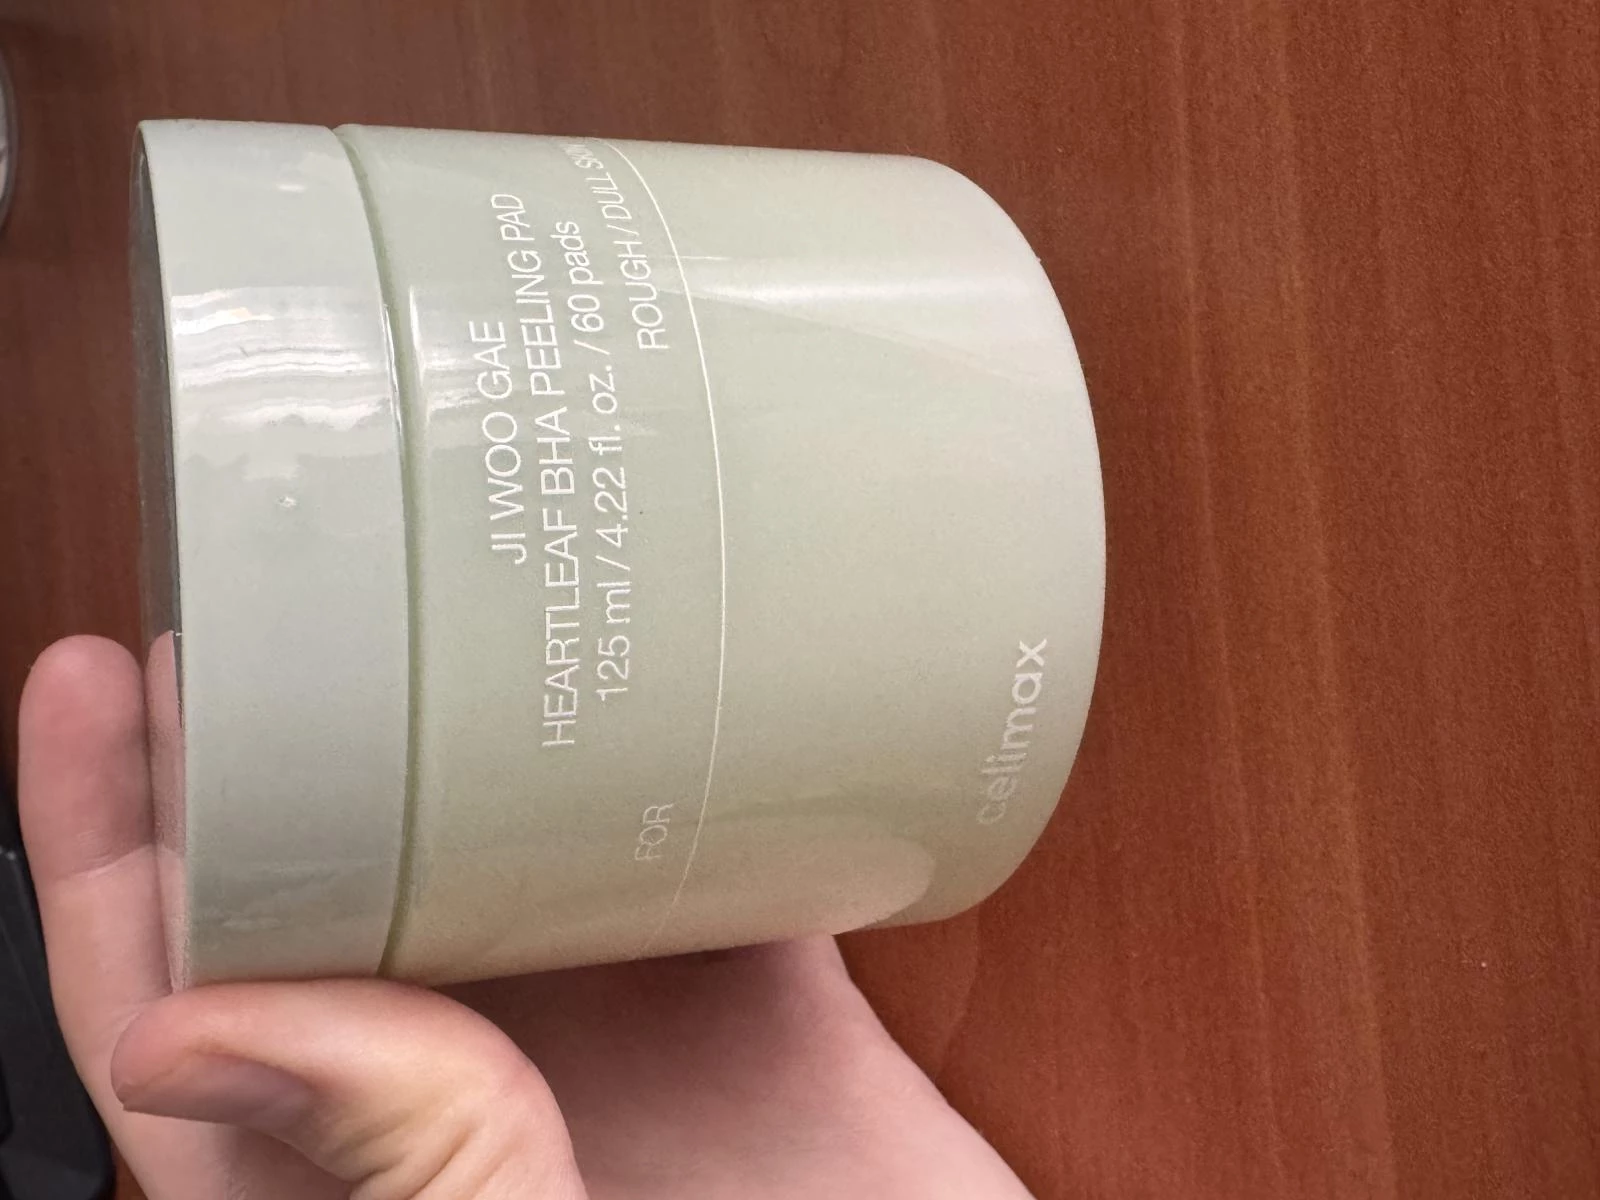 JI WOO GAE
HEARTLEAF BHA PEELING PAD
125 ml / 4.22 fl. oz. / 60 pads
FOR ROUGH / DULL SKIN
celimax